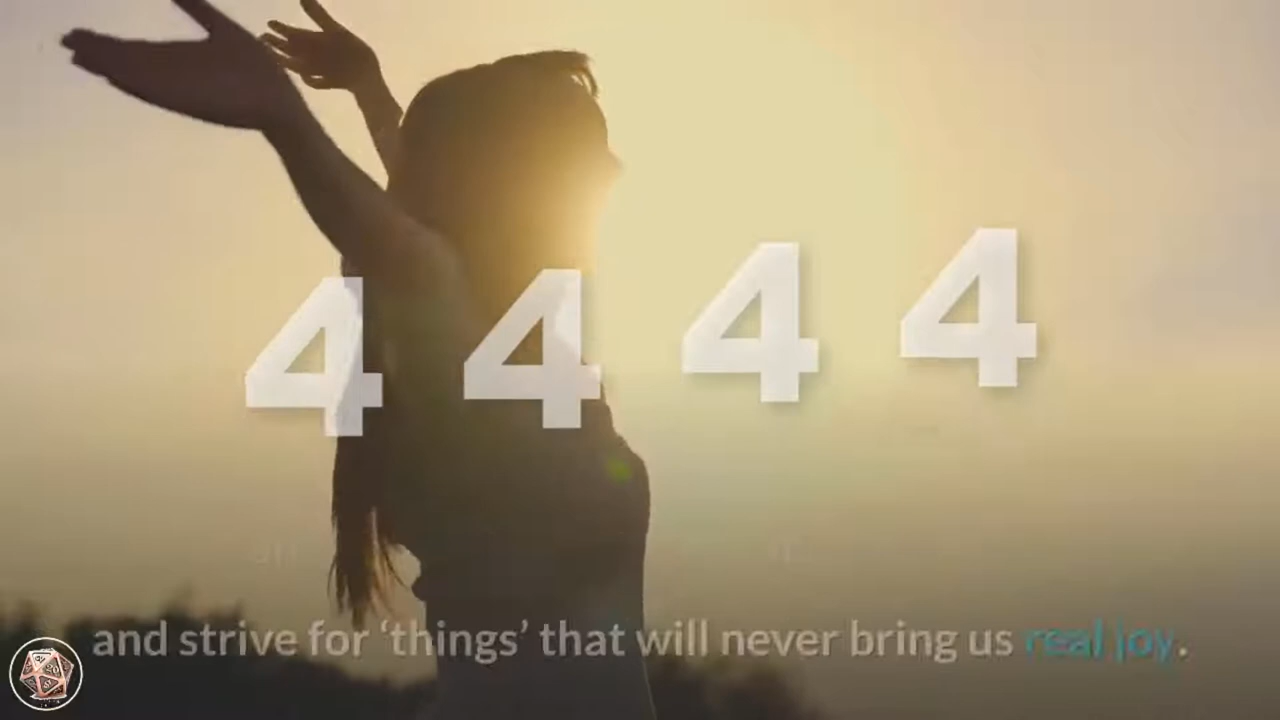 4 4 4 4
and strive for ‘things’ that will never bring us real joy.